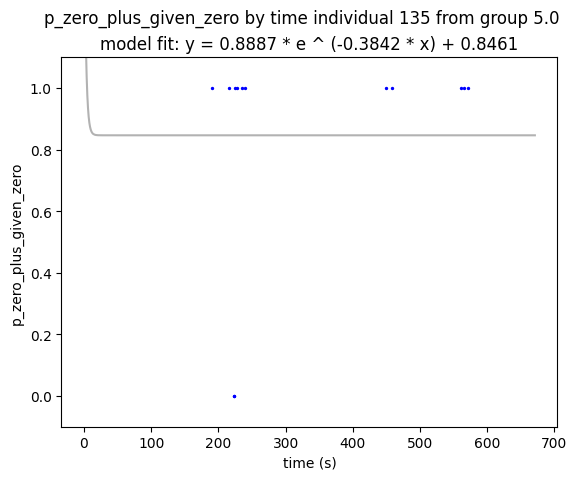 p_zero_plus_given_zero by time individual 135 from group 5.0
model fit: y = 0.8887 * e ^ (-0.3842 * x) + 0.8461
1.0
0.8
0.6
0.4
0.2
0.0
p_zero_plus_given_zero
0 100 200 300 400 500 600 700
time (s)